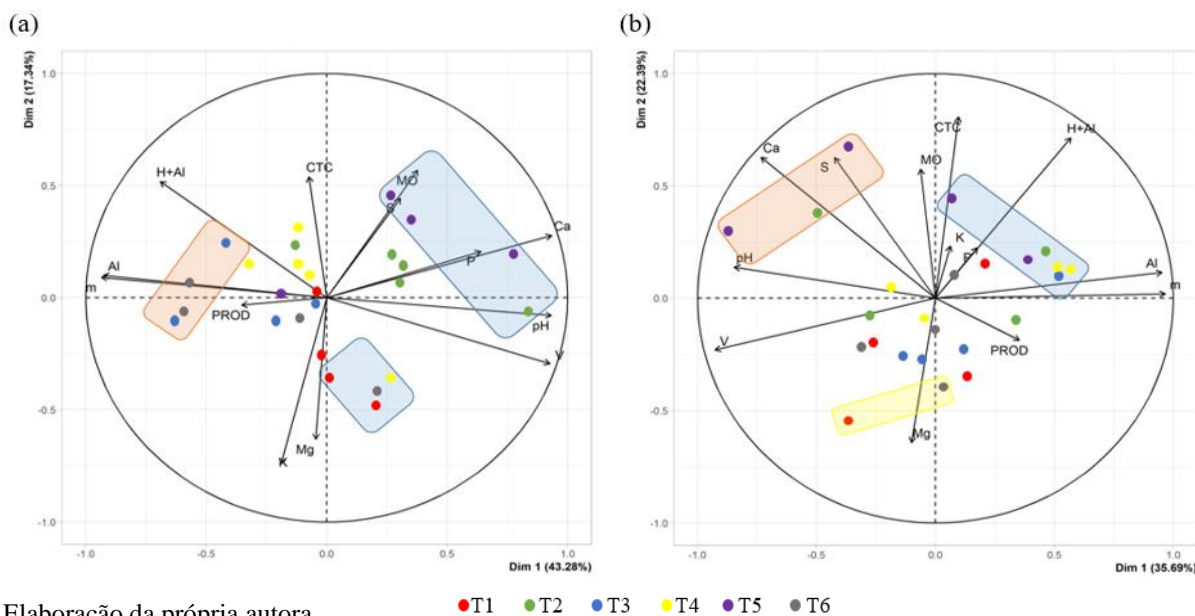 (a)
(b)
Dim 2 (17.34%)
1.0
0.5
0.0
-0.5
-1.0
H+Al
CTC
MO
S
Ca
P
Al
m
PROD
pH
V
Mg
K
-1.0
-0.5
0.0
0.5
1.0
Dim 1 (43.28%)
Dim 2 (22.39%)
1.0
0.5
0.0
-0.5
-1.0
CTC
H+Al
Ca
S
MO
K
P
pH
Al
m
V
PROD
Mg
-1.0
-0.5
0.0
0.5
1.0
Dim 1 (35.69%)
Elaboração da própria autora
T1 T2 T3 T4 T5 T6